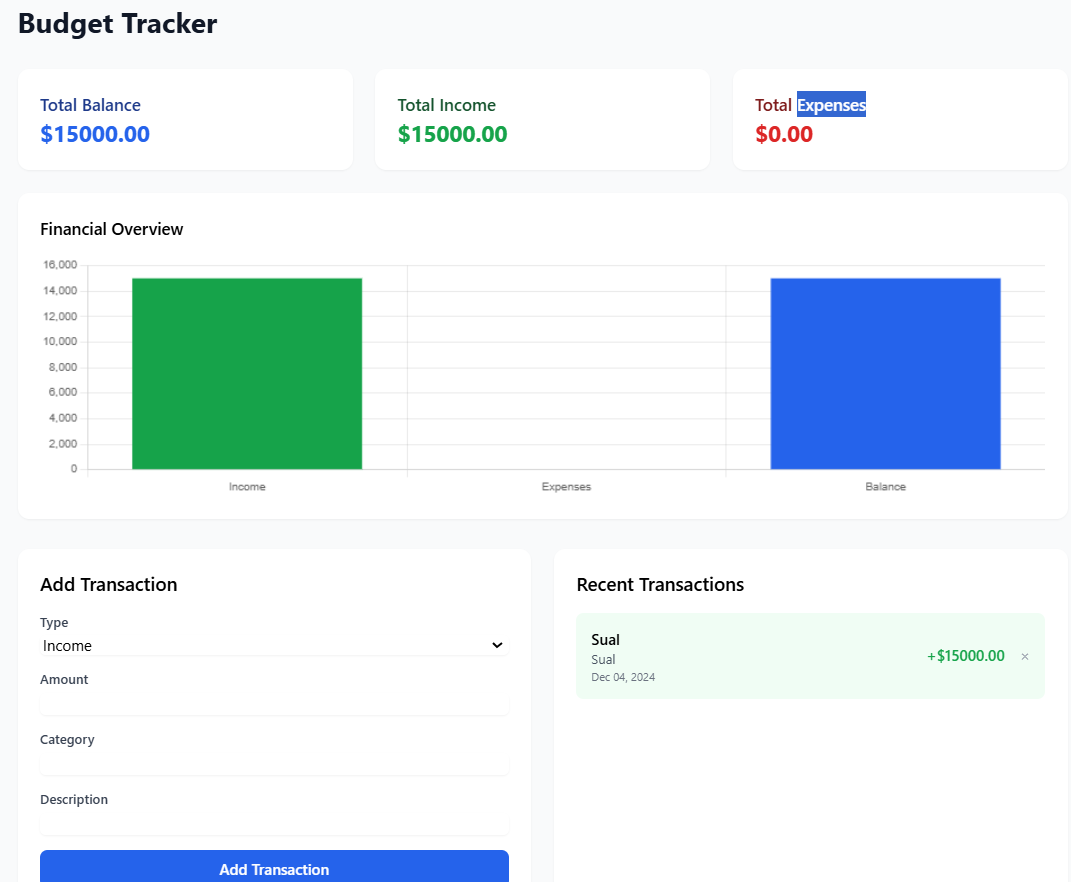 Budget Tracker
Total Balance
$15000.00
Total Income
$15000.00
Total Expenses
$0.00
Financial Overview
16,000
14,000
12,000
10,000
8,000
6,000
4,000
2,000
0
Income
Expenses
Balance
Add Transaction
Type
Income
Amount
Category
Description
Add Transaction
Recent Transactions
Sual
Sual
Dec 04, 2024
+$15000.00 ×